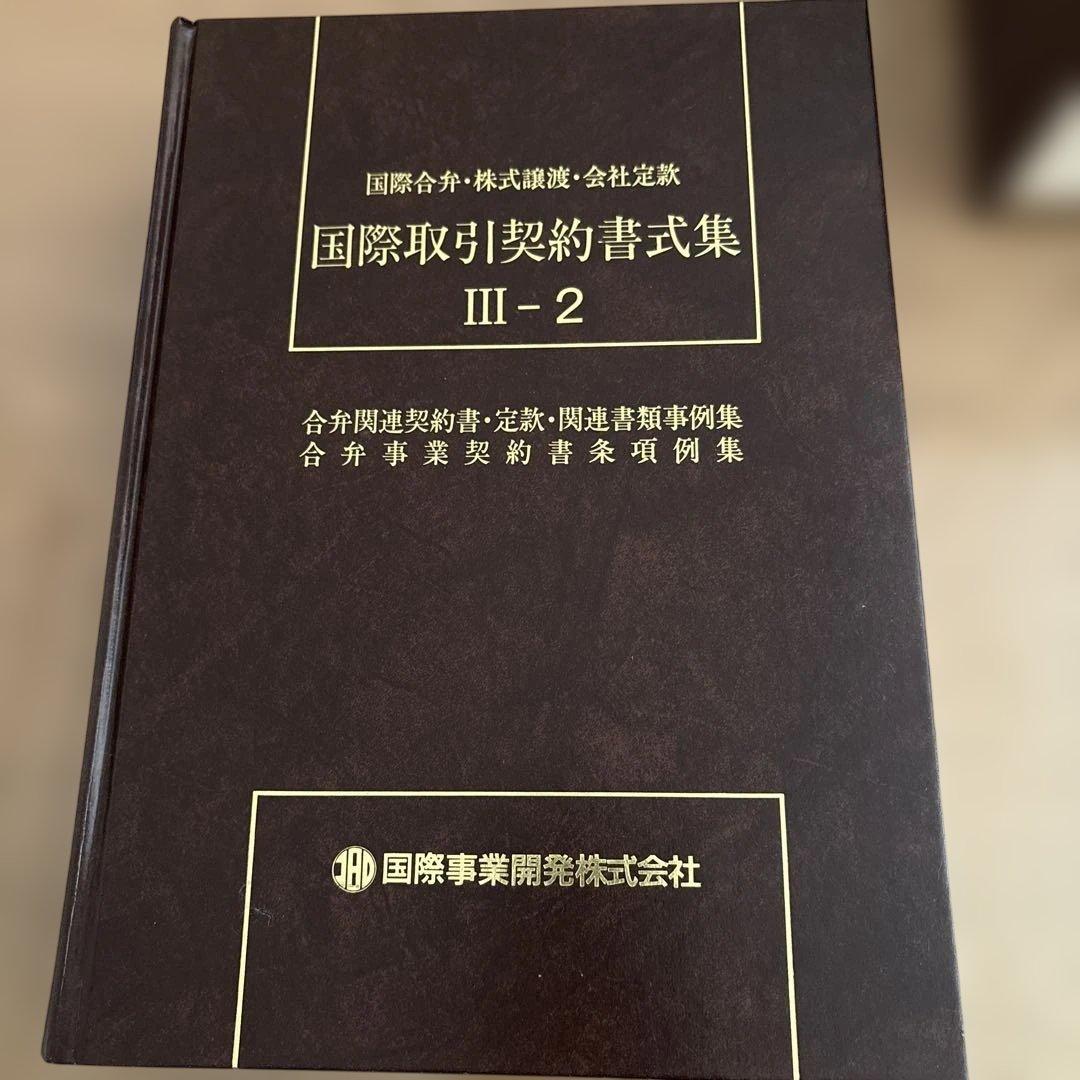 国際合弁・株式譲渡・会社定款
国際取引契約書式集
III－2
合弁関連契約書・定款・関連書類事例集
合弁事業契約書条項例集
国際事業開発株式会社